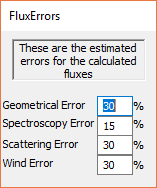 FluxErrors
These are the estimated
errors for the calculated
fluxes
Geometrical Error 30 %
Spectroscopy Error 15 %
Scattering Error 30 %
Wind Error 30 %